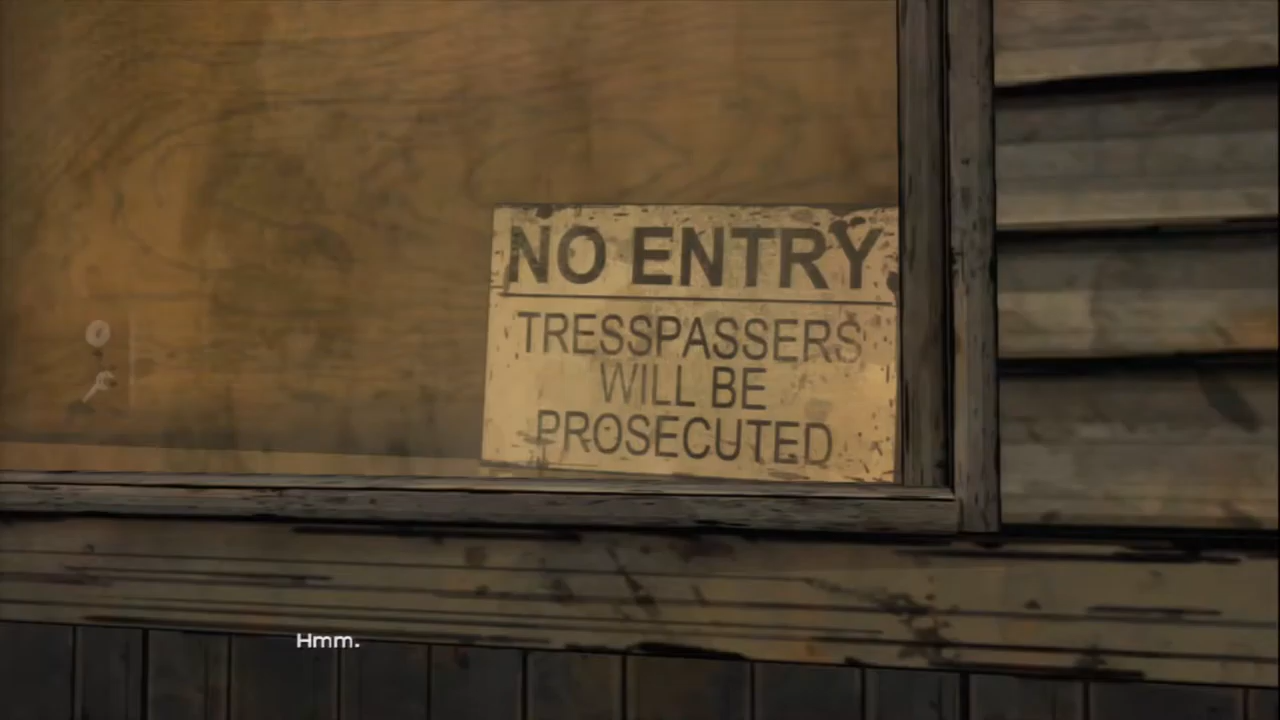 NO ENTRY
TRESSPASSERS
WILL BE
PROSECUTED
Hmm.